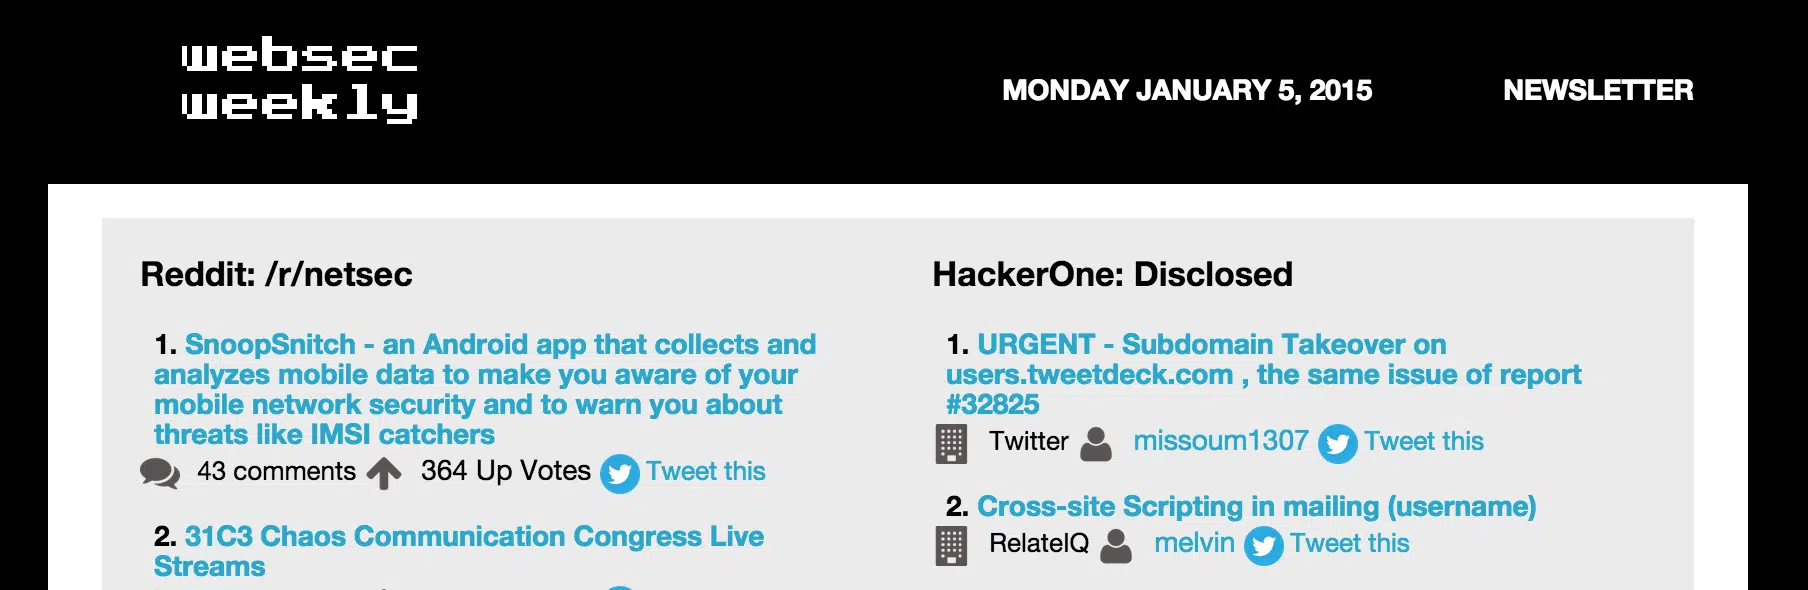 websec
weekly
MONDAY JANUARY 5, 2015
NEWSLETTER
Reddit: /r/netsec
1. SnoopSnitch - an Android app that collects and
analyzes mobile data to make you aware of your
mobile network security and to warn you about
threats like IMSI catchers
43 comments 364 Up Votes Tweet this
2. 31C3 Chaos Communication Congress Live
Streams
HackerOne: Disclosed
1. URGENT - Subdomain Takeover on
users.tweetdeck.com , the same issue of report
#32825
Twitter missoum1307 Tweet this
2. Cross-site Scripting in mailing (username)
RelateIQ melvin Tweet this